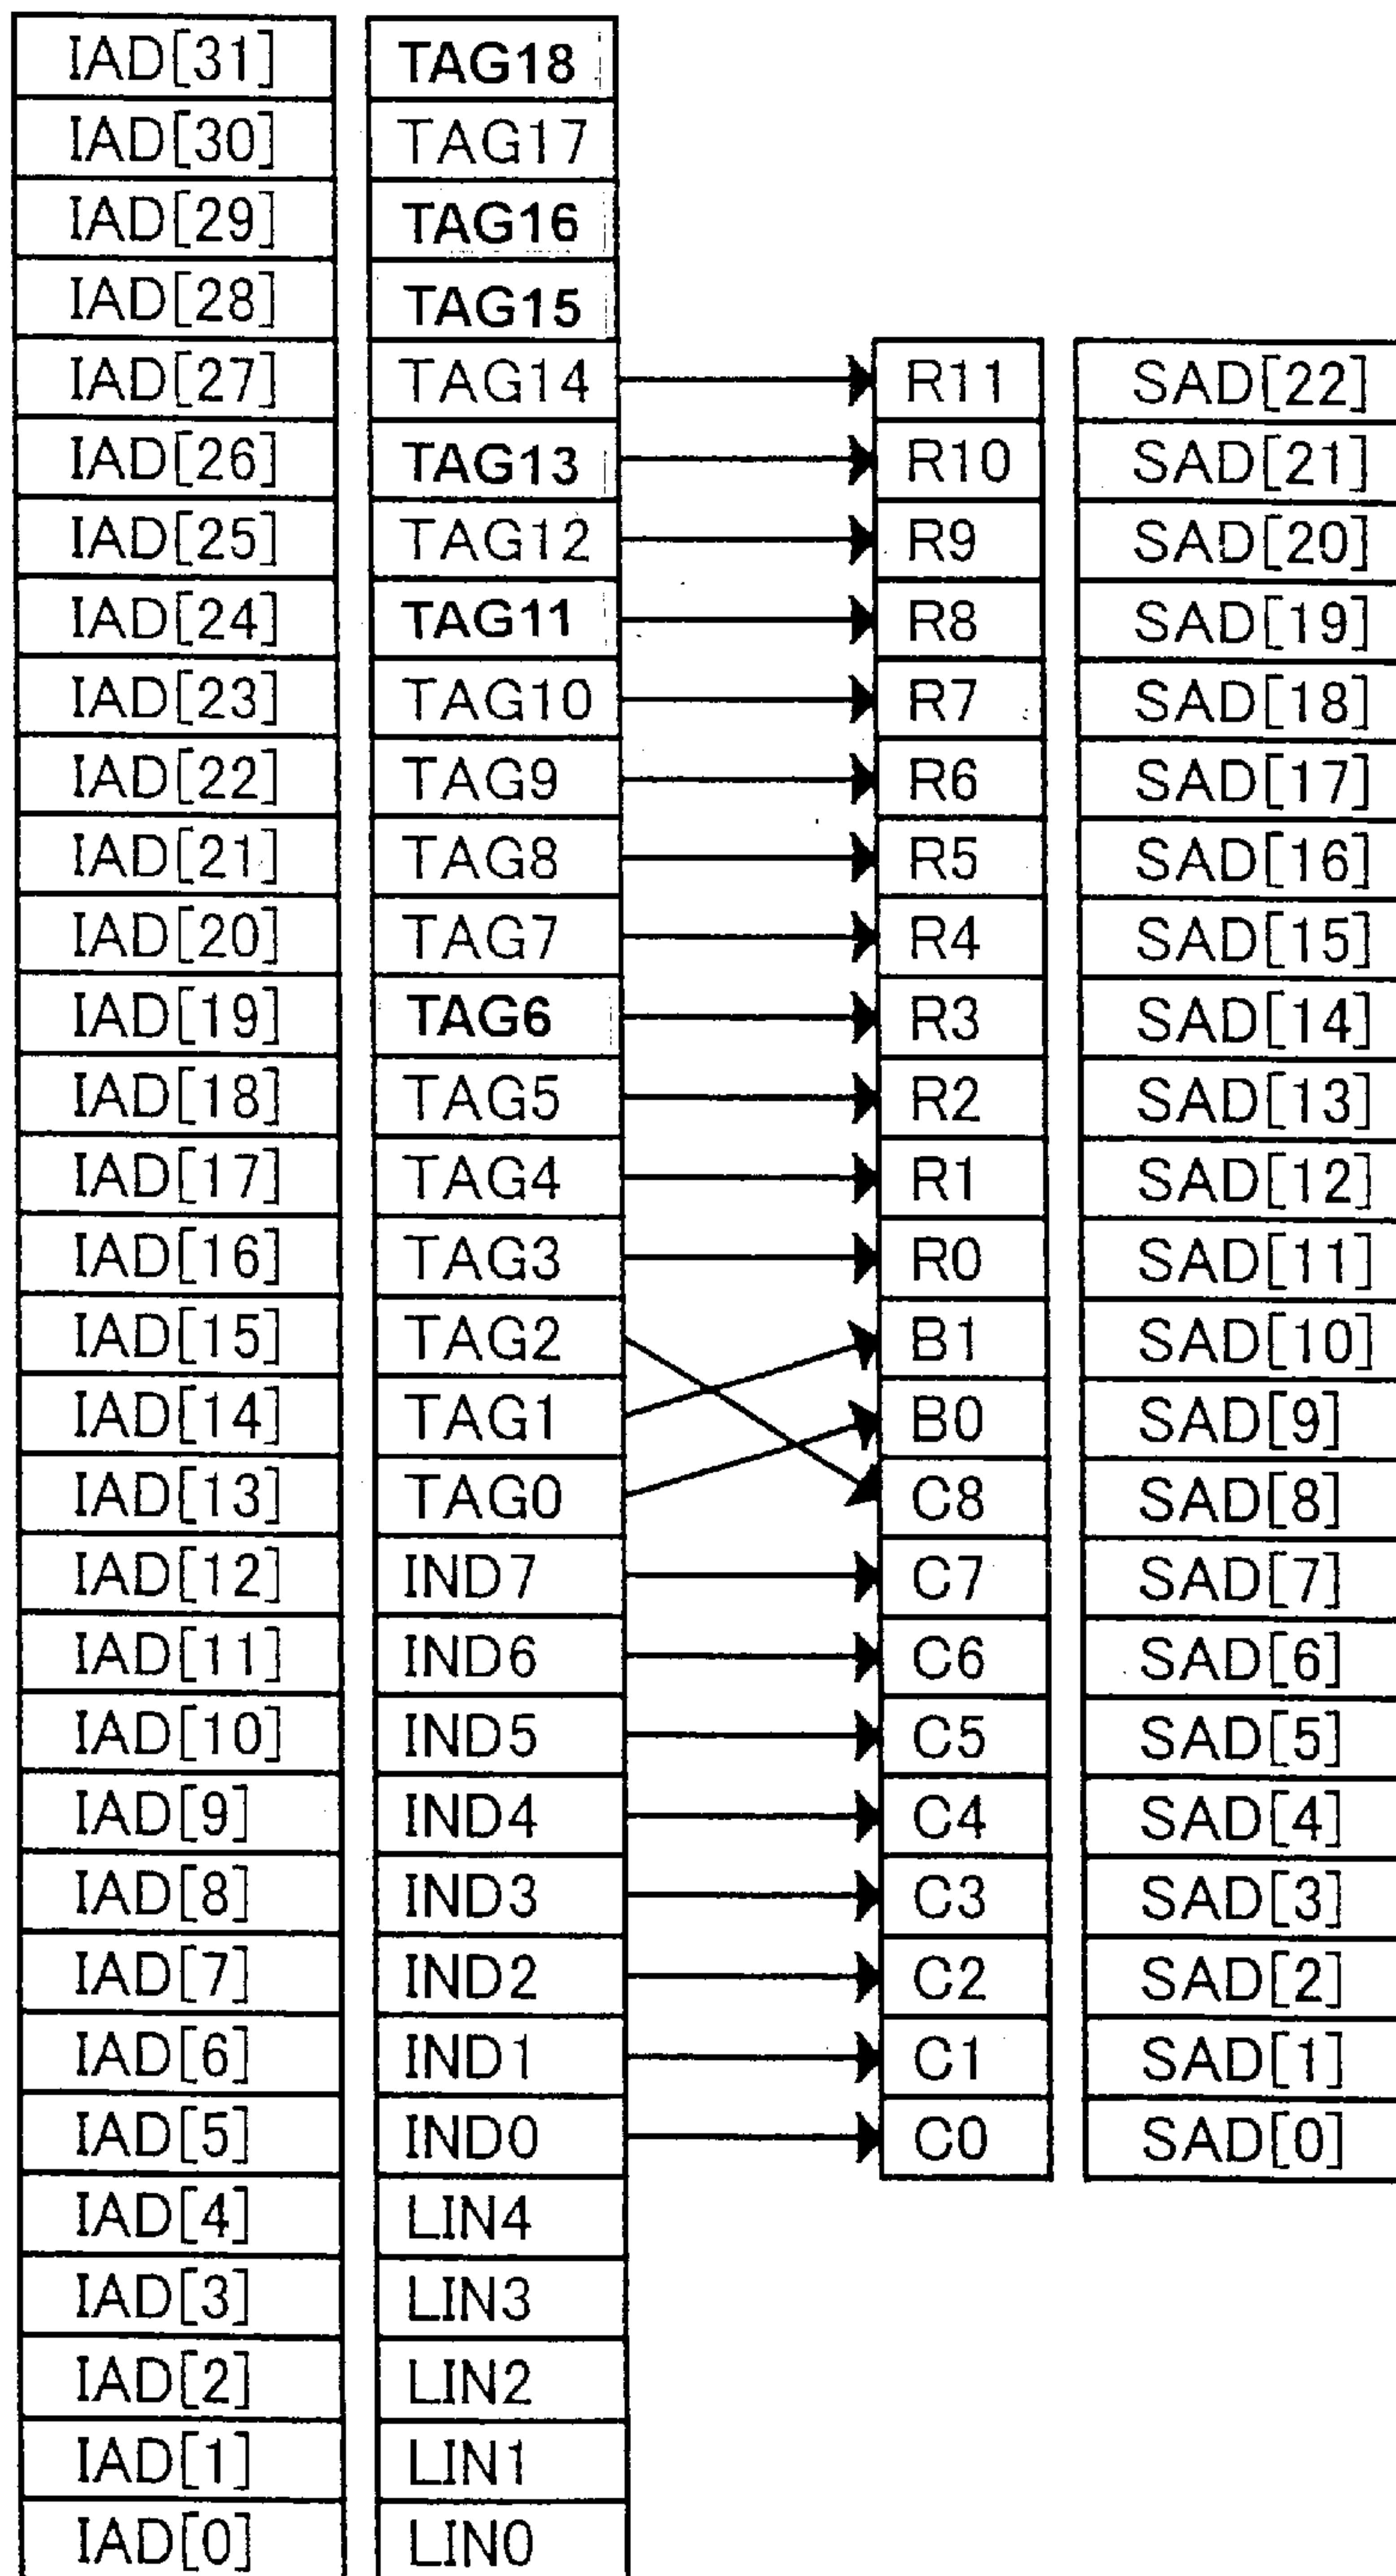 IAD[31] TAG18
IAD[30] TAG17
IAD[29] TAG16
IAD[28] TAG15
IAD[27] TAG14 R11 SAD[22]
IAD[26] TAG13 R10 SAD[21]
IAD[25] TAG12 R9 SAD[20]
IAD[24] TAG11 R8 SAD[19]
IAD[23] TAG10 R7 SAD[18]
IAD[22] TAG9 R6 SAD[17]
IAD[21] TAG8 R5 SAD[16]
IAD[20] TAG7 R4 SAD[15]
IAD[19] TAG6 R3 SAD[14]
IAD[18] TAG5 R2 SAD[13]
IAD[17] TAG4 R1 SAD[12]
IAD[16] TAG3 R0 SAD[11]
IAD[15] TAG2 B1 SAD[10]
IAD[14] TAG1 B0 SAD[9]
IAD[13] TAG0 C8 SAD[8]
IAD[12] IND7 C7 SAD[7]
IAD[11] IND6 C6 SAD[6]
IAD[10] IND5 C5 SAD[5]
IAD[9] IND4 C4 SAD[4]
IAD[8] IND3 C3 SAD[3]
IAD[7] IND2 C2 SAD[2]
IAD[6] IND1 C1 SAD[1]
IAD[5] IND0 C0 SAD[0]
IAD[4] LIN4
IAD[3] LIN3
IAD[2] LIN2
IAD[1] LIN1
IAD[0] LIN0